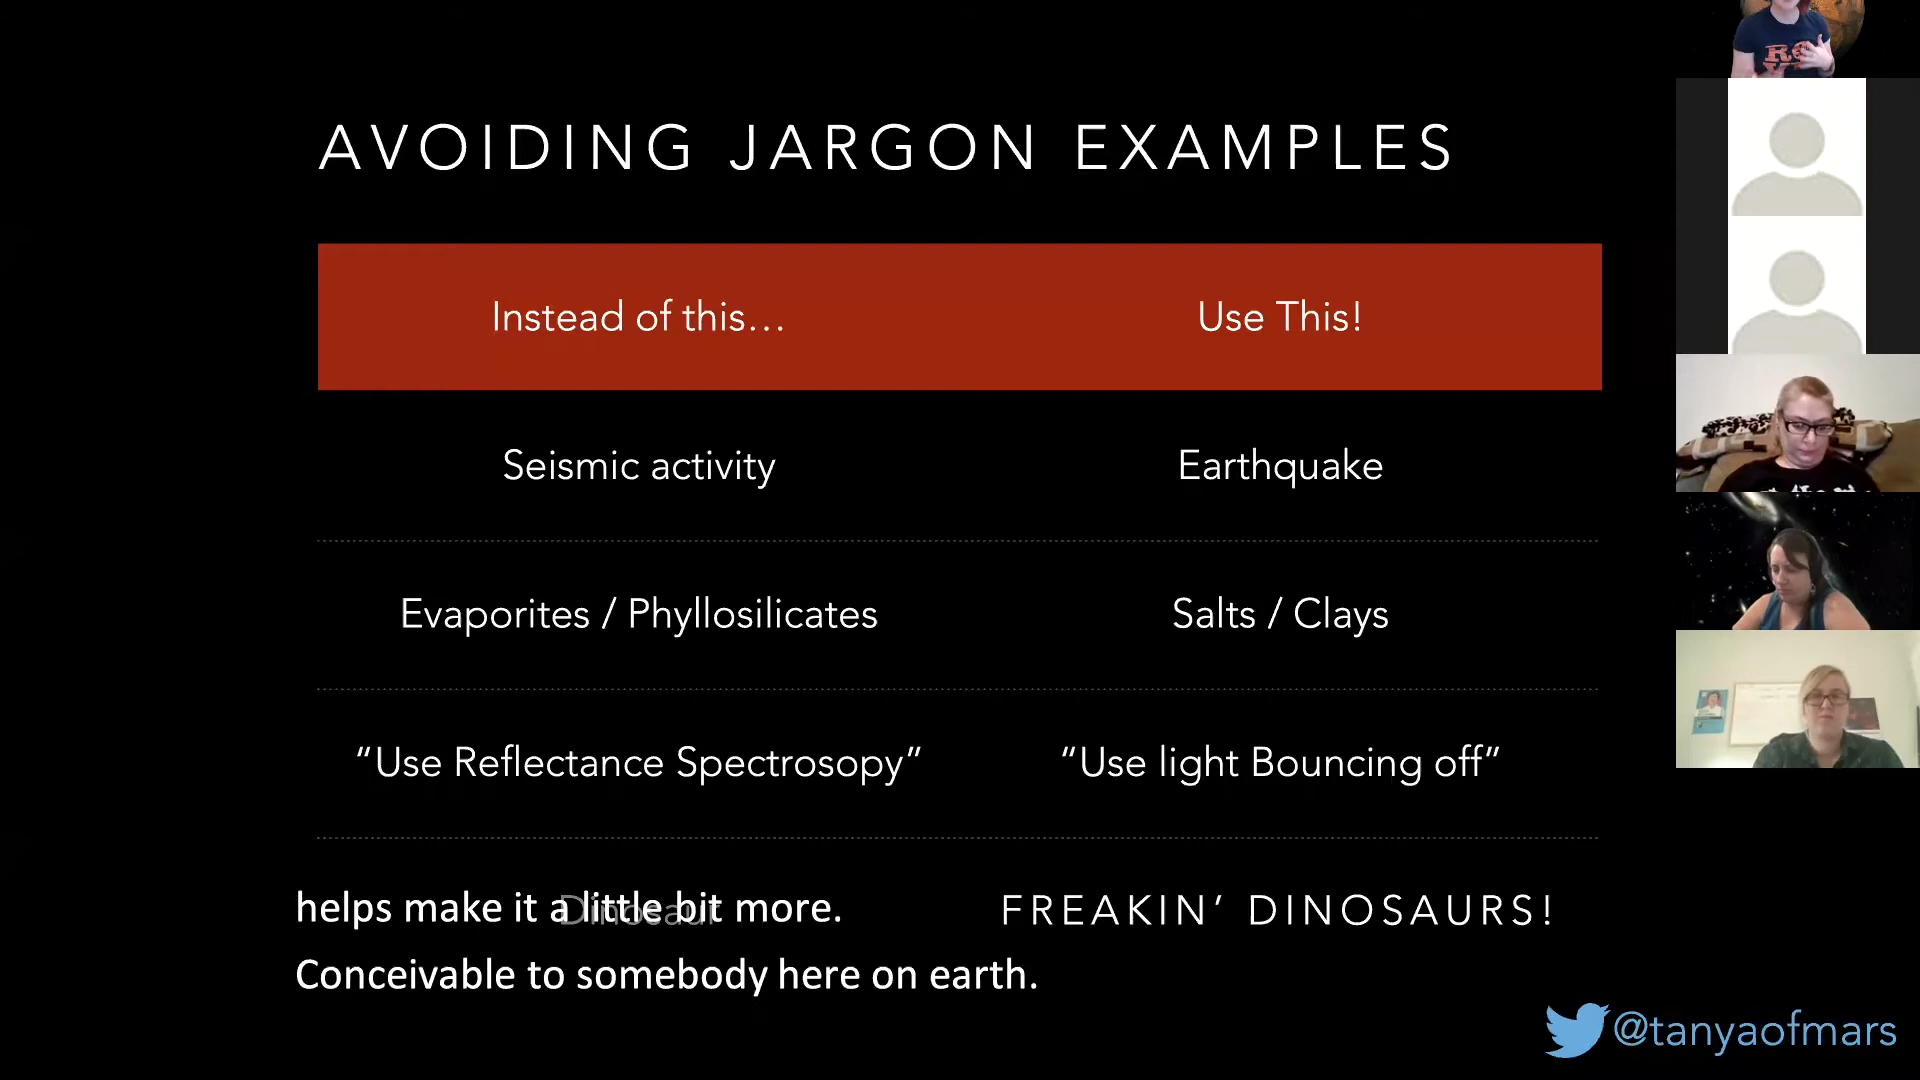 AVOIDING JARGON EXAMPLES
Instead of this… Use This!
Seismic activity Earthquake
Evaporites / Phyllosilicates Salts / Clays
“Use Reflectance Spectrosopy” “Use light Bouncing off”
Dinosaur FREAKIN’ DINOSAURS!
helps make it a little bit more.
Conceivable to somebody here on earth.
@tanyaofmars